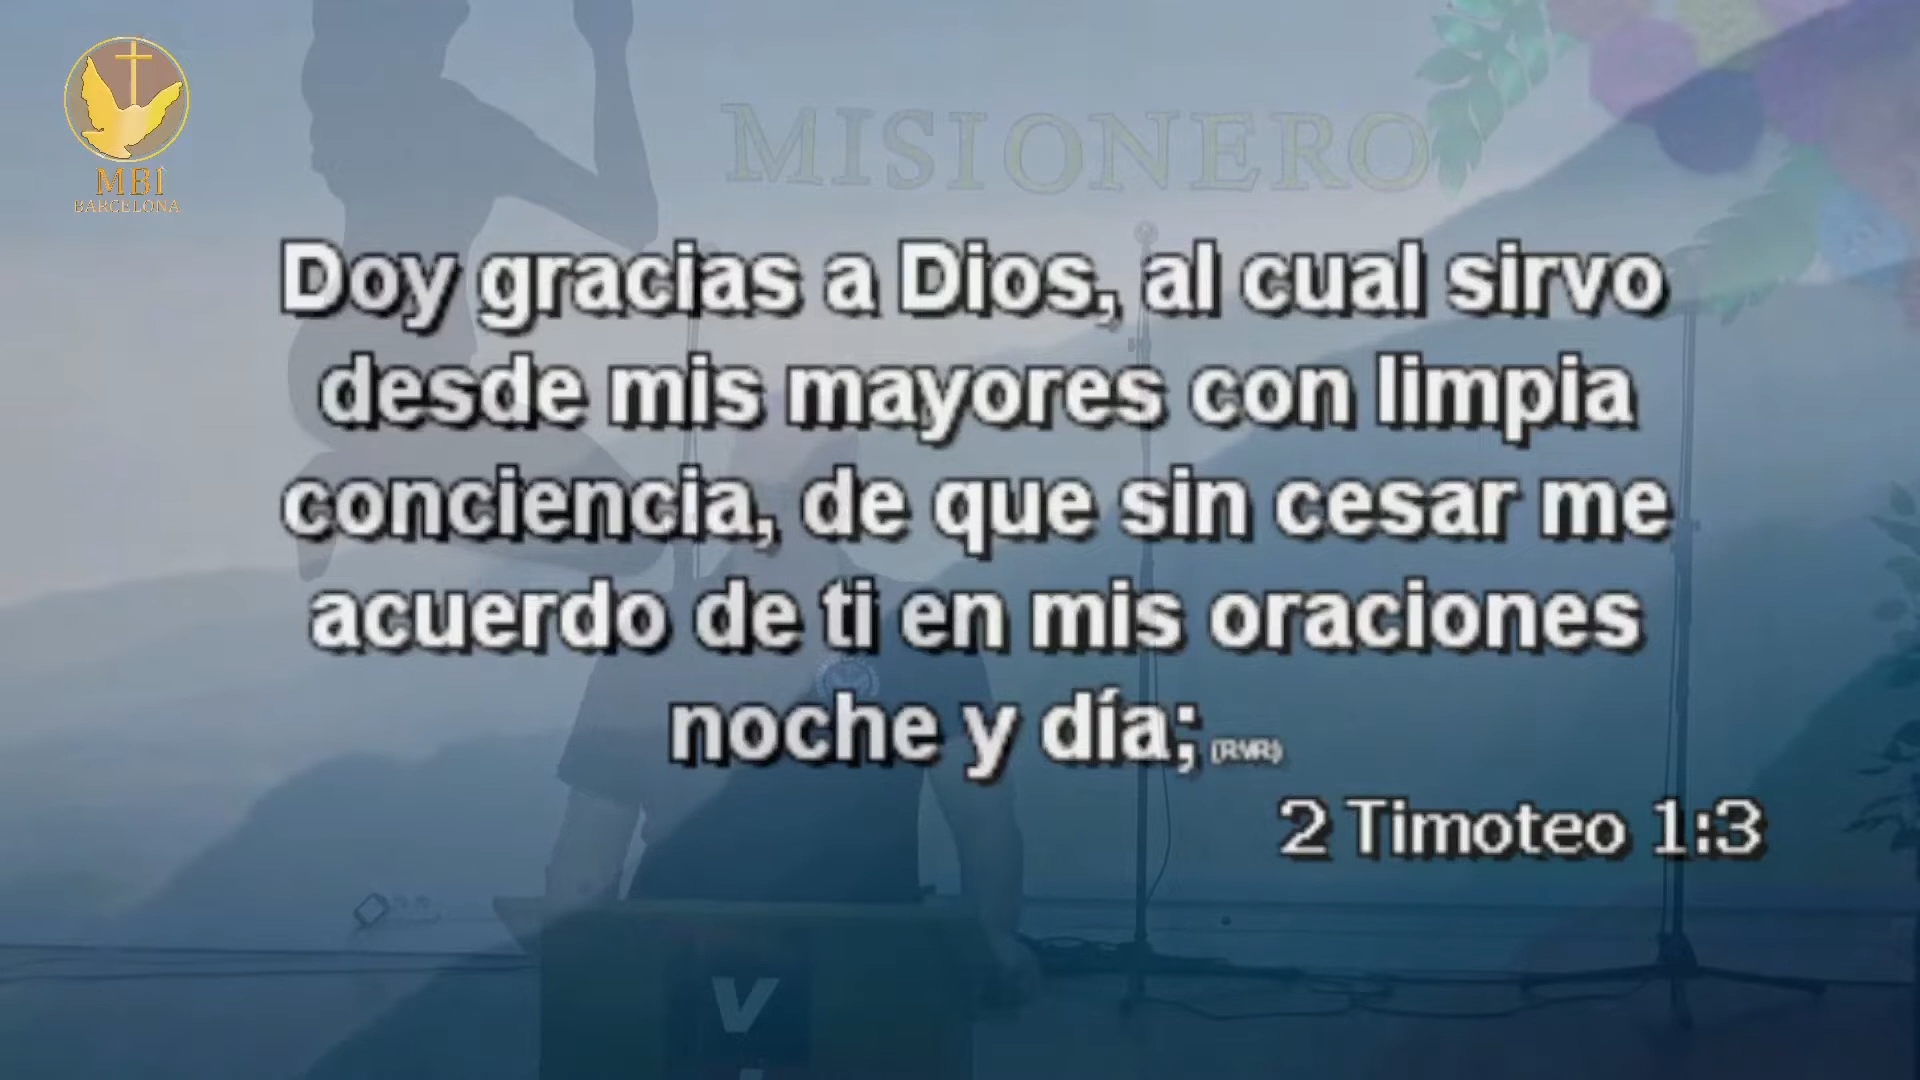 MISIONERO
MBI
BARCELONA
Doy gracias a Dios, al cual sirvo
desde mis mayores con limpia
conciencia, de que sin cesar me
acuerdo de ti en mis oraciones
noche y día; (RVR)
2 Timoteo 1:3
V